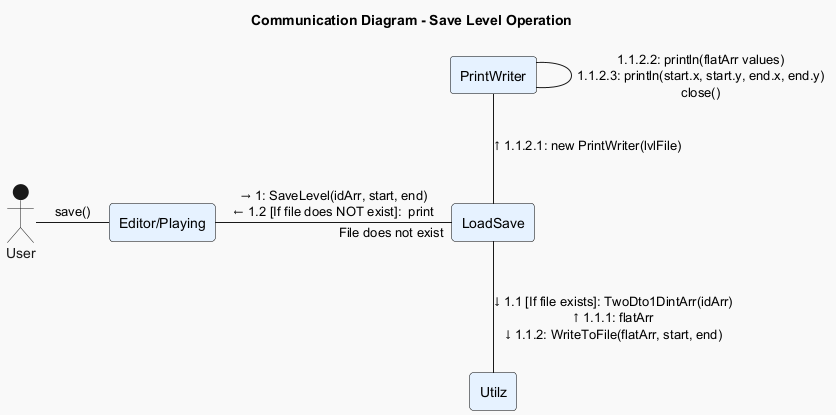 Communication Diagram - Save Level Operation
PrintWriter
1.1.2.2: println(flatArr values)
1.1.2.3: println(start.x, start.y, end.x, end.y)
close()
↑ 1.1.2.1: new PrintWriter(lvlFile)
User
save()
Editor/Playing
→ 1: SaveLevel(idArr, start, end)
← 1.2 [If file does NOT exist]:  print
File does not exist
LoadSave
↓ 1.1 [If file exists]: TwoDto1DintArr(idArr)
↑ 1.1.1: flatArr
↓ 1.1.2: WriteToFile(flatArr, start, end)
Utilz